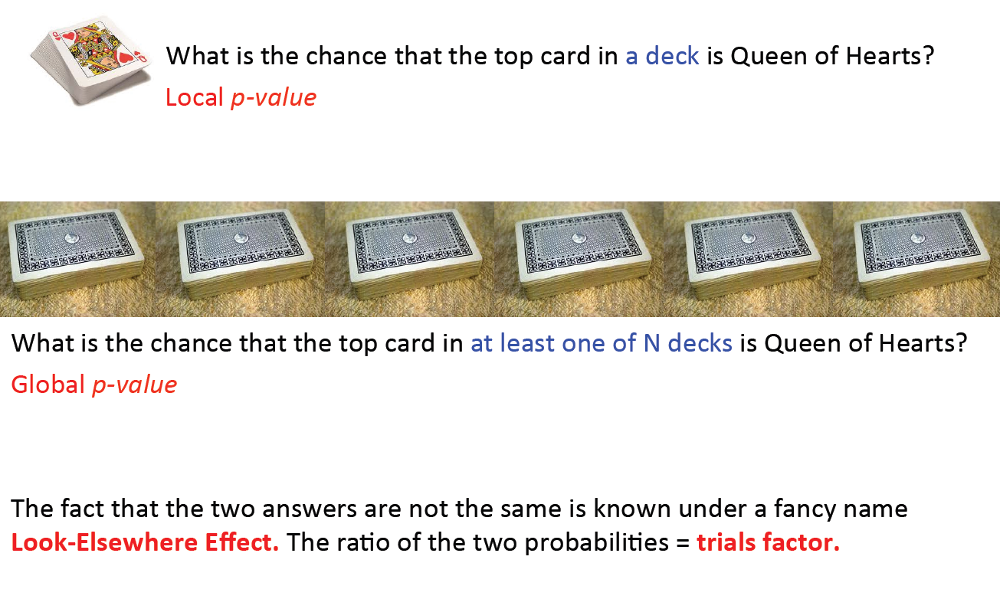 What is the chance that the top card in a deck is Queen of Hearts?
Local p-value
What is the chance that the top card in at least one of N decks is Queen of Hearts?
Global p-value
The fact that the two answers are not the same is known under a fancy name
Look-Elsewhere Effect. The ratio of the two probabilities = trials factor.